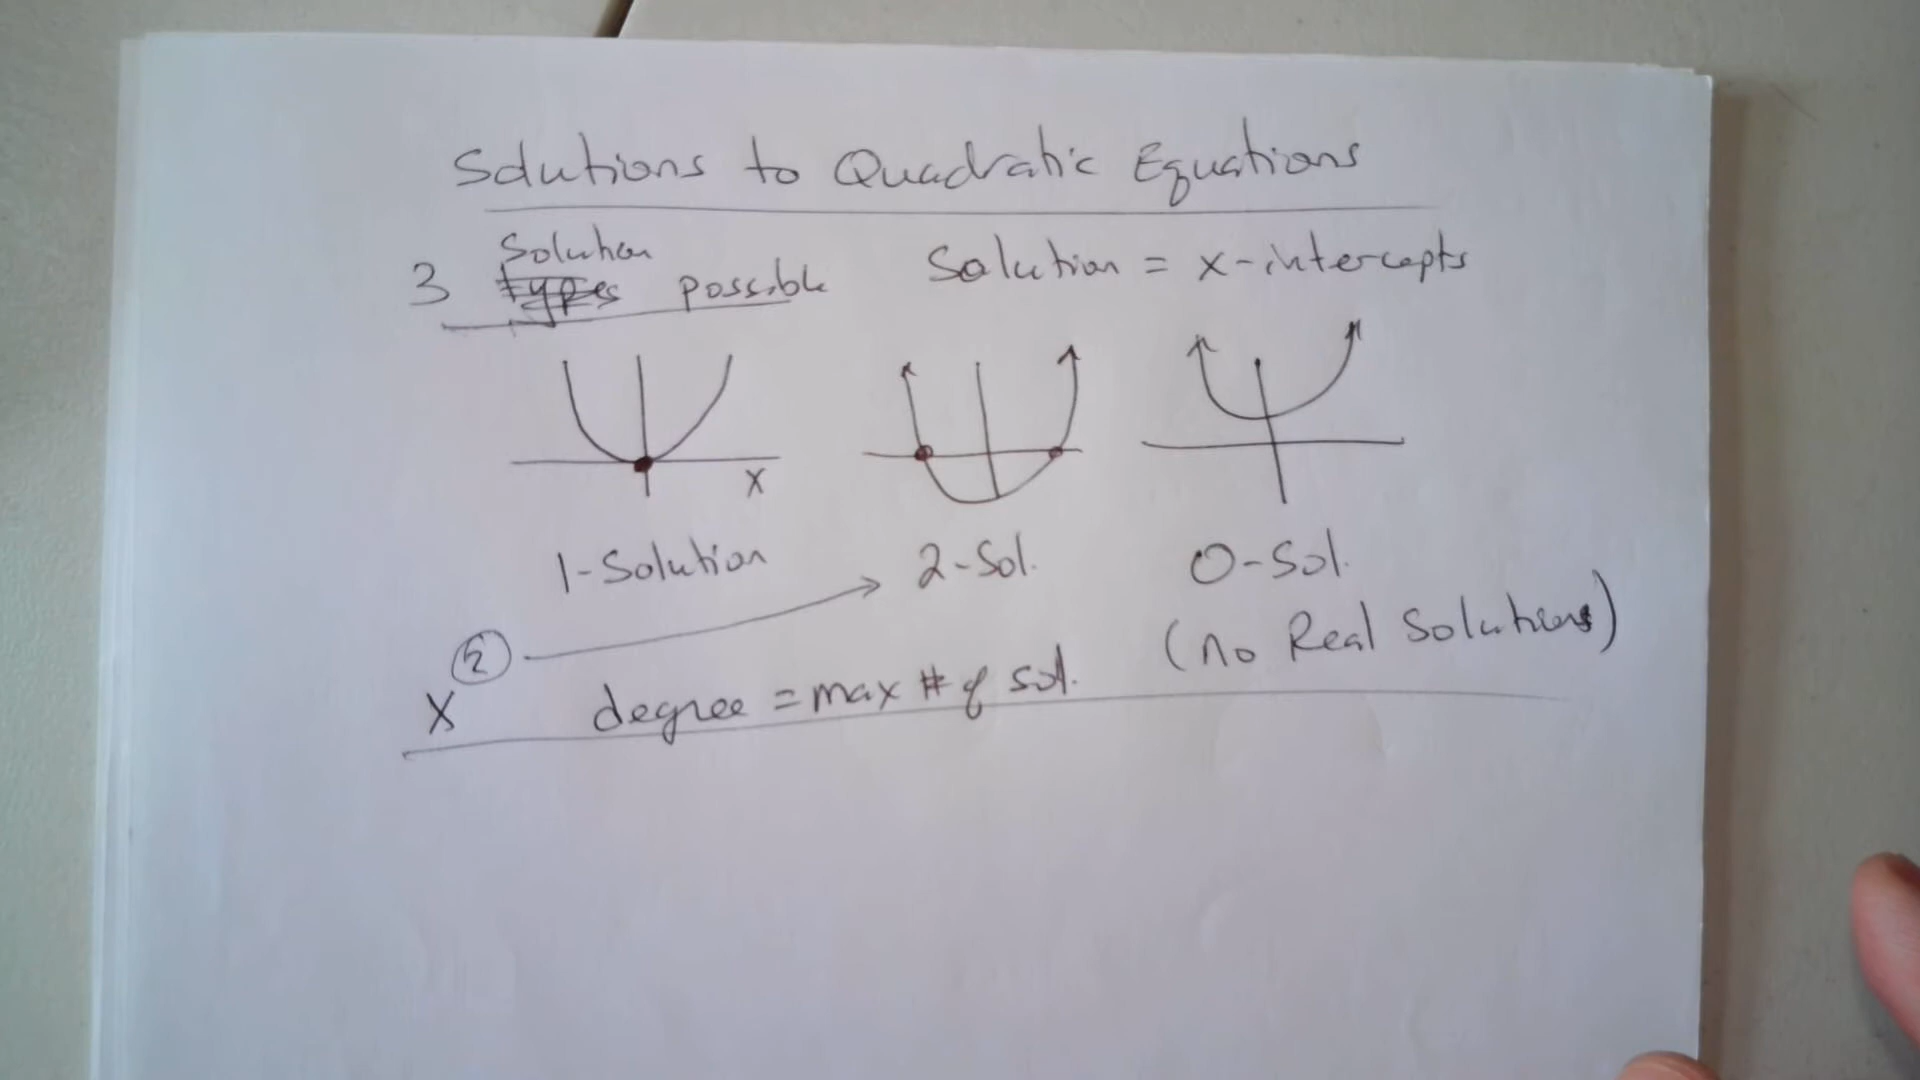 Solutions to Quadratic Equations
Solution
3 types possible
Solution = x-intercepts
X
1-Solution
2-Sol.
0-Sol.
(no Real Solutions)
X²
degree = max # of sol.